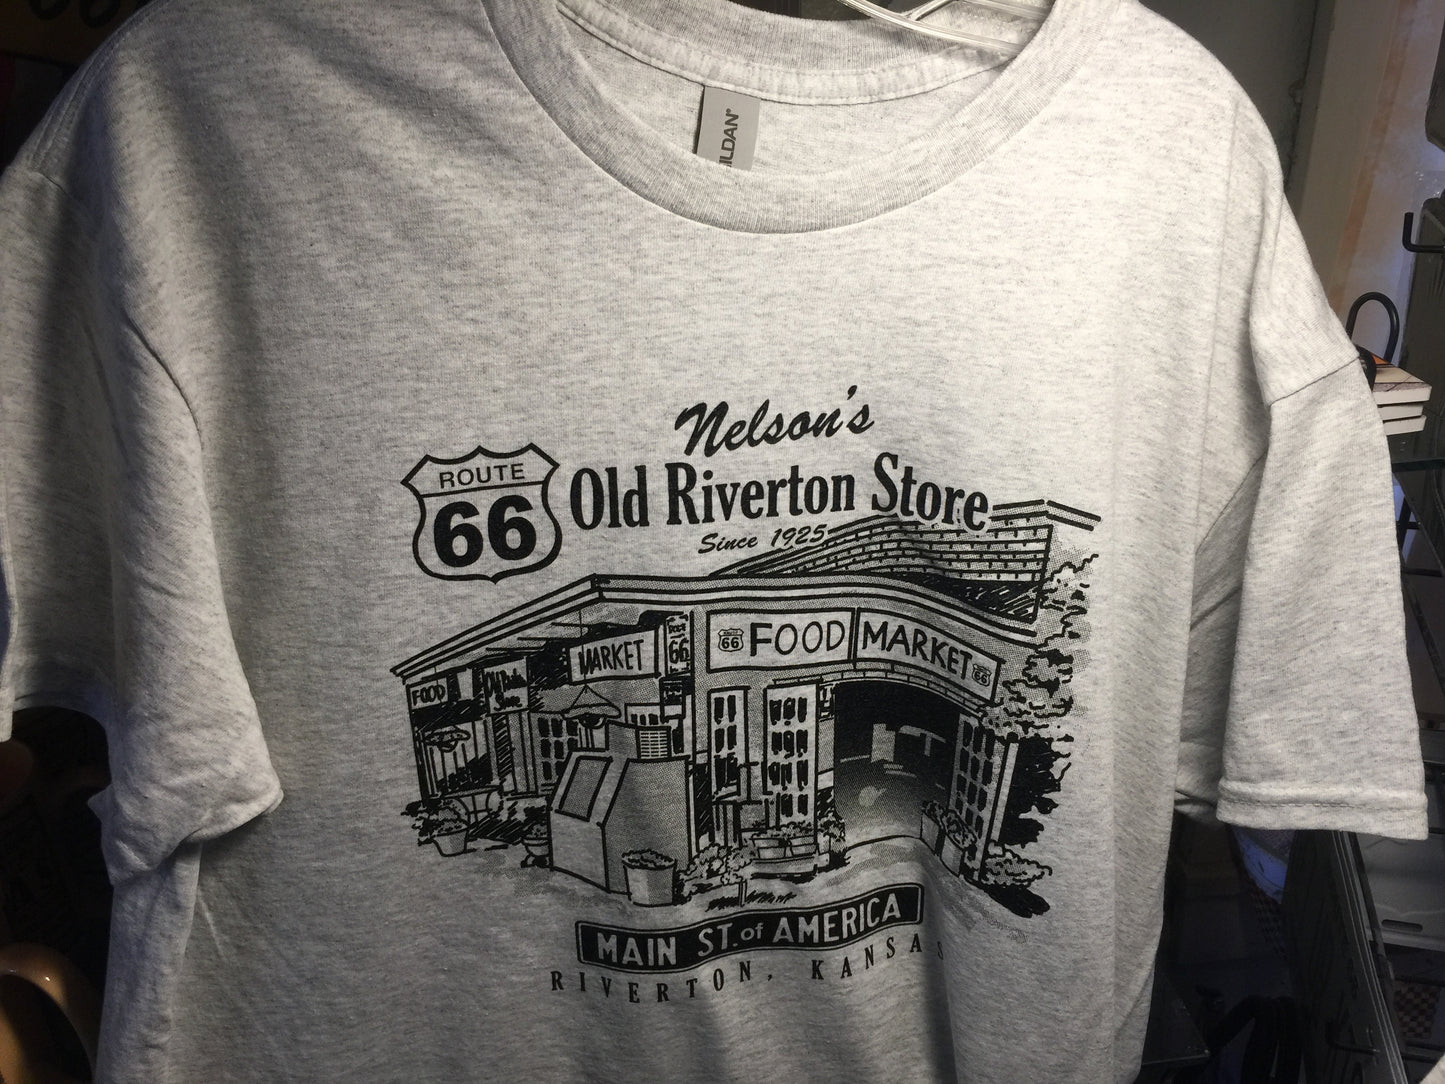 ILDAN®
Nelson's
ROUTE
66
Old Riverton Store
Since 1925
FOOD
MARKET
66
66 FOOD MARKET 66
MAIN ST. of AMERICA
RIVERTON, KANSAS